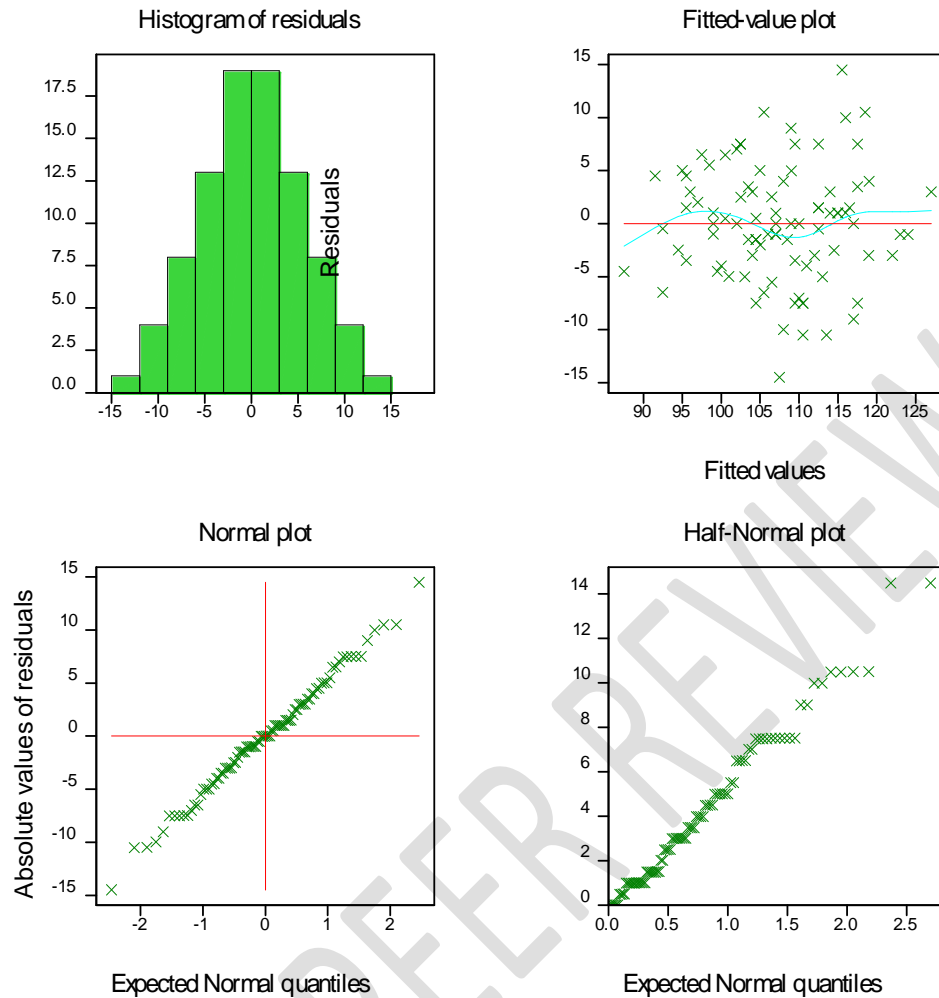 Histogram of residuals
17.5
15.0
12.5
10.0
7.5
5.0
2.5
0.0
-15 -10 -5 0 5 10 15
Residuals
Fitted-value plot
15
10
5
0
-5
-10
-15
90 95 100 105 110 115 120 125
Fitted values
Normal plot
Absolute values of residuals
15
10
5
0
-5
-10
-15
-2 -1 0 1 2
Expected Normal quantiles
Half-Normal plot
14
12
10
8
6
4
2
0
0.0 0.5 1.0 1.5 2.0 2.5
Expected Normal quantiles
PEER REVIEW